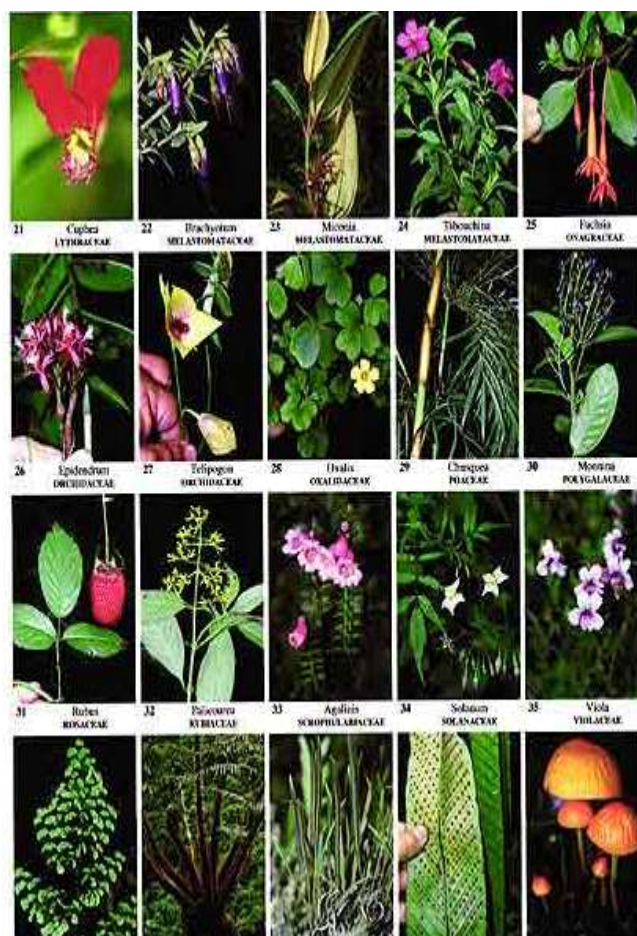 21 Cuphea
LYTHRACEAE
22 Brachyotum
MELASTOMATACEAE
23 Miconia
MELASTOMATACEAE
24 Tibouchina
MELASTOMATACEAE
25 Fuchsia
ONAGRACEAE
26 Epidendrum
ORCHIDACEAE
27 Telipogon
ORCHIDACEAE
28 Oxalis
OXALIDACEAE
29 Chusquea
POACEAE
30 Monnina
POLYGALACEAE
31 Rubus
ROSACEAE
32 Palicourea
RUBIACEAE
33 Agalinis
SCROPHULARIACEAE
34 Solanum
SOLANACEAE
35 Viola
VIOLACEAE